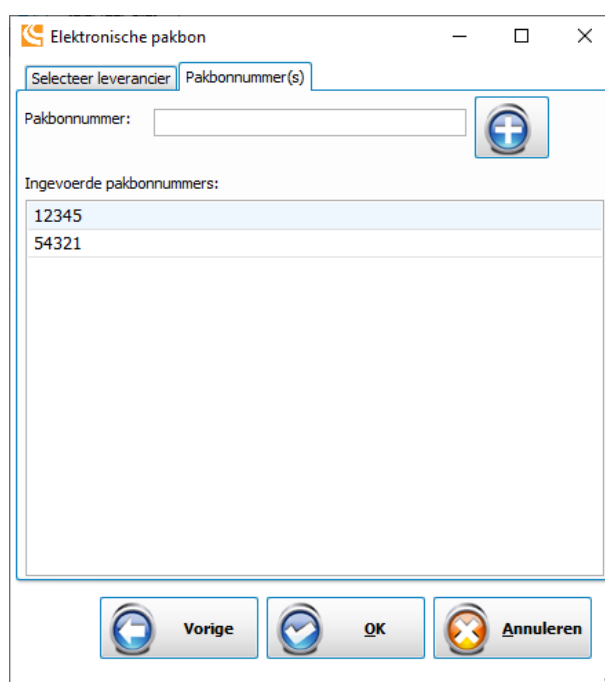 Elektronische pakbon
Selecteer leverancier Pakbonnummer(s)
Pakbonnummer:
Ingevoerde pakbonnummers:
12345
54321
Vorige OK Annuleren